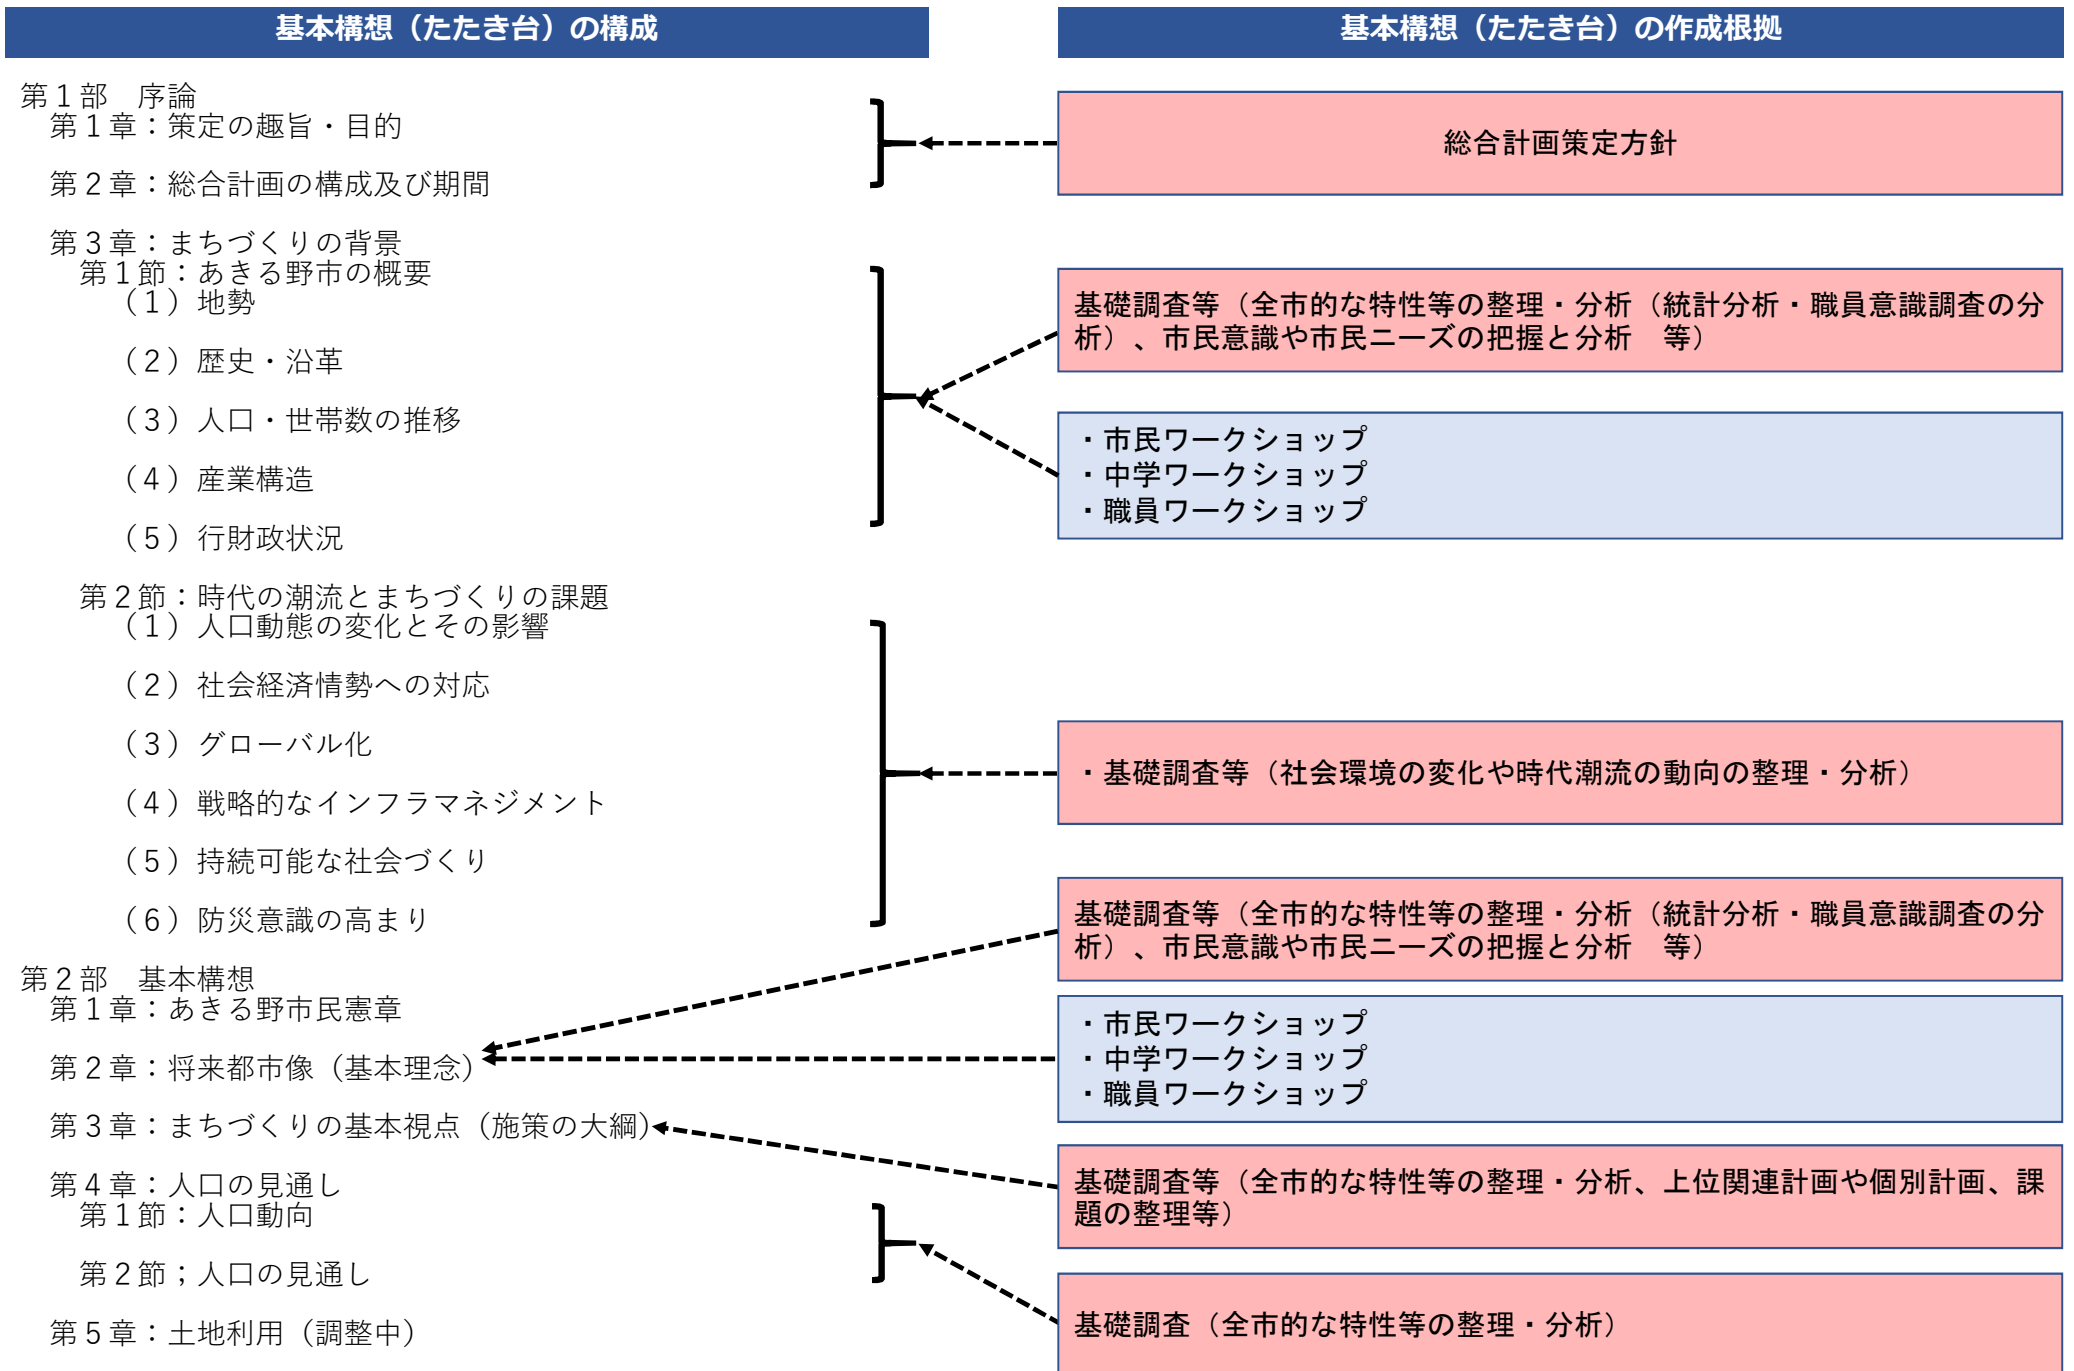 基本構想（たたき台）の構成
第１部　序論
第１章：策定の趣旨・目的
第２章：総合計画の構成及び期間
第３章：まちづくりの背景
第１節：あきる野市の概要
（１）地勢
（２）歴史・沿革
（３）人口・世帯数の推移
（４）産業構造
（５）行財政状況
第２節：時代の潮流とまちづくりの課題
（１）人口動態の変化とその影響
（２）社会経済情勢への対応
（３）グローバル化
（４）戦略的なインフラマネジメント
（５）持続可能な社会づくり
（６）防災意識の高まり
第２部　基本構想
第１章：あきる野市民憲章
第２章：将来都市像（基本理念）
第３章：まちづくりの基本視点（施策の大綱）
第４章：人口の見通し
第１節：人口動向
第２節；人口の見通し
第５章：土地利用（調整中）
基本構想（たたき台）の作成根拠
総合計画策定方針
基礎調査等（全市的な特性等の整理・分析（統計分析・職員意識調査の分
析）、市民意識や市民ニーズの把握と分析　等）
・市民ワークショップ
・中学ワークショップ
・職員ワークショップ
・基礎調査等（社会環境の変化や時代潮流の動向の整理・分析）
基礎調査等（全市的な特性等の整理・分析（統計分析・職員意識調査の分
析）、市民意識や市民ニーズの把握と分析　等）
・市民ワークショップ
・中学ワークショップ
・職員ワークショップ
基礎調査等（全市的な特性等の整理・分析、上位関連計画や個別計画、課
題の整理等）
基礎調査（全市的な特性等の整理・分析）